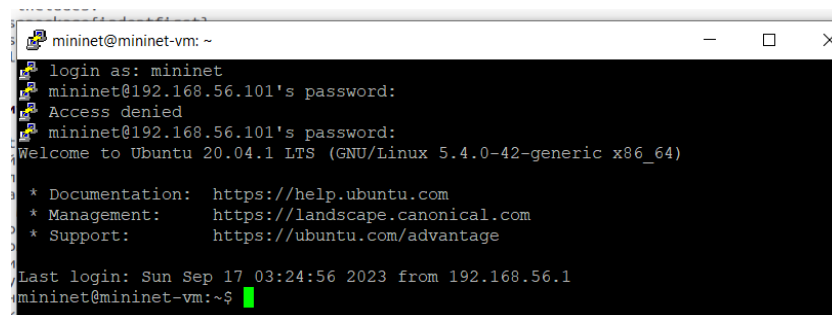 mininet@mininet-vm: ~
login as: mininet
mininet@192.168.56.101's password:
Access denied
mininet@192.168.56.101's password:
Welcome to Ubuntu 20.04.1 LTS (GNU/Linux 5.4.0-42-generic x86_64)
* Documentation: https://help.ubuntu.com
* Management: https://landscape.canonical.com
* Support: https://ubuntu.com/advantage
Last login: Sun Sep 17 03:24:56 2023 from 192.168.56.1
mininet@mininet-vm:~$